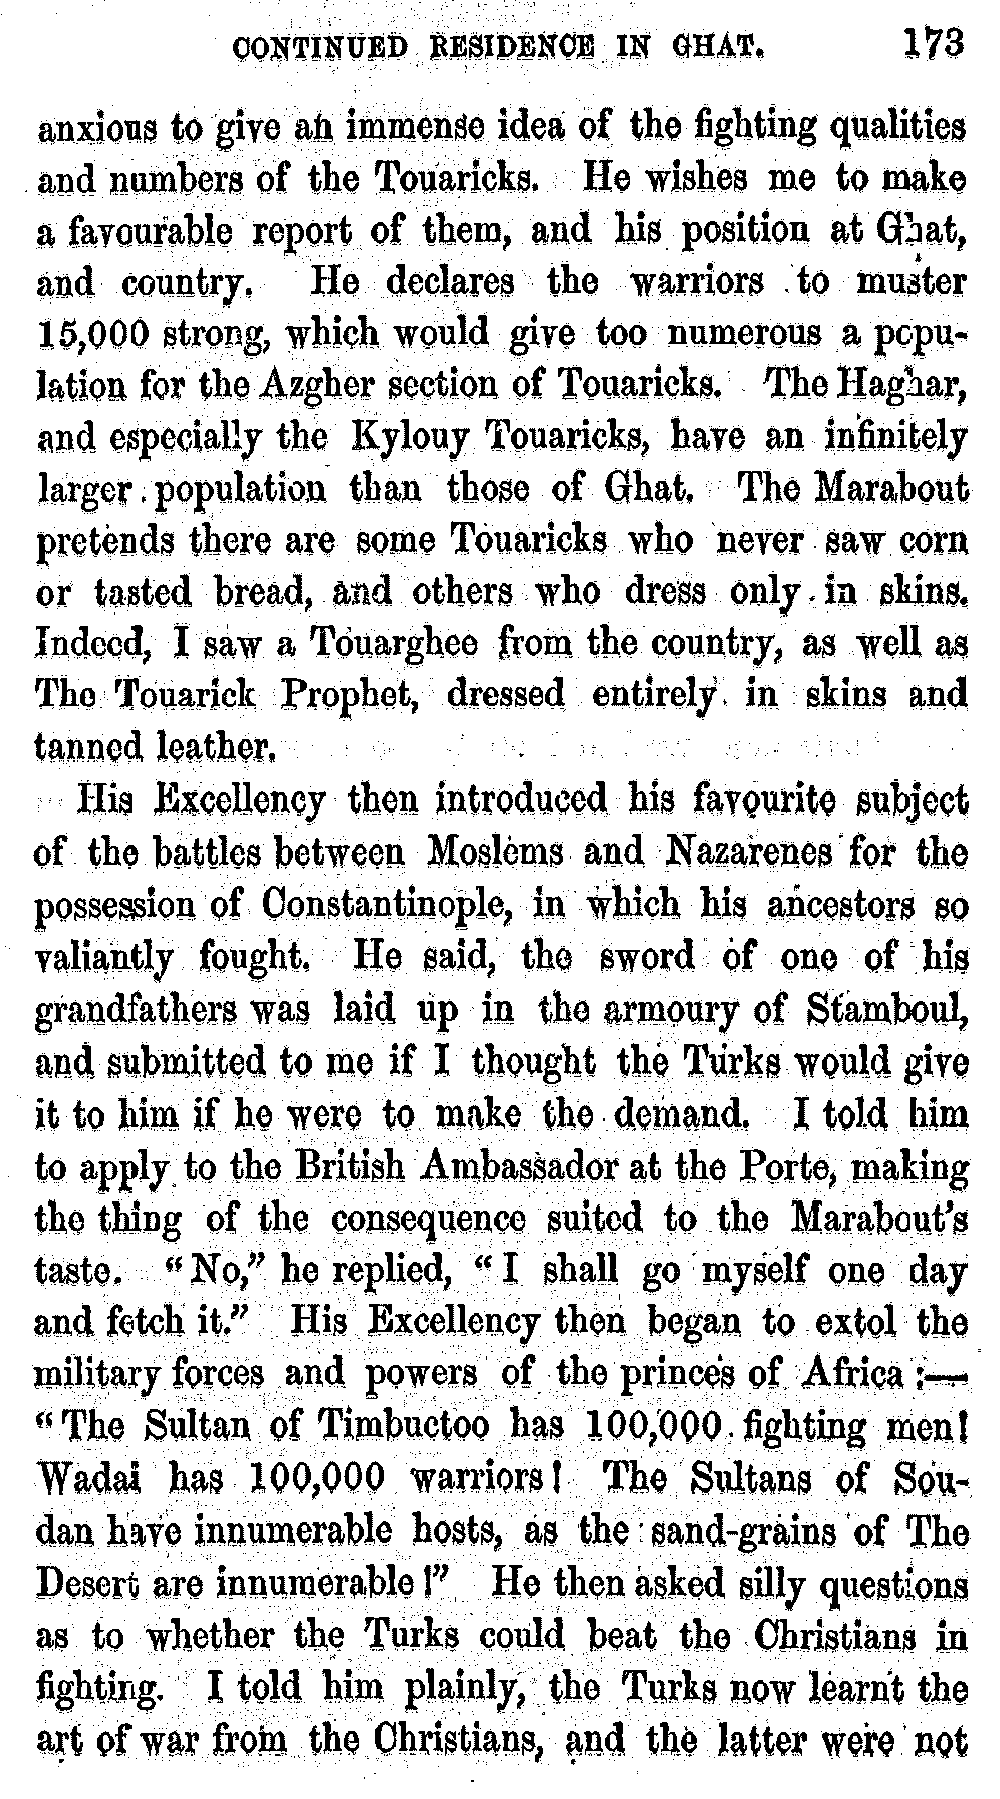 CONTINUED RESIDENCE IN GHAT. 173
anxious to give an immense idea of the fighting qualities
and numbers of the Touaricks. He wishes me to make
a favourable report of them, and his position at Ghat,
and country. He declares the warriors to muster
15,000 strong, which would give too numerous a popu-
lation for the Azgher section of Touaricks. The Haghar,
and especially the Kylouy Touaricks, have an infinitely
larger population than those of Ghat. The Marabout
pretends there are some Touaricks who never saw corn
or tasted bread, and others who dress only in skins.
Indeed, I saw a Touarghee from the country, as well as
The Touarick Prophet, dressed entirely in skins and
tanned leather.
His Excellency then introduced his favourite subject
of the battles between Moslems and Nazarenes for the
possession of Constantinople, in which his ancestors so
valiantly fought. He said, the sword of one of his
grandfathers was laid up in the armoury of Stamboul,
and submitted to me if I thought the Turks would give
it to him if he were to make the demand. I told him
to apply to the British Ambassador at the Porte, making
the thing of the consequence suited to the Marabout's
taste. "No," he replied, "I shall go myself one day
and fetch it." His Excellency then began to extol the
military forces and powers of the princes of Africa:—
"The Sultan of Timbuctoo has 100,000 fighting men!
Wadai has 100,000 warriors! The Sultans of Sou-
dan have innumerable hosts, as the sand-grains of The
Desert are innumerable!" He then asked silly questions
as to whether the Turks could beat the Christians in
fighting. I told him plainly, the Turks now learnt the
art of war from the Christians, and the latter were not